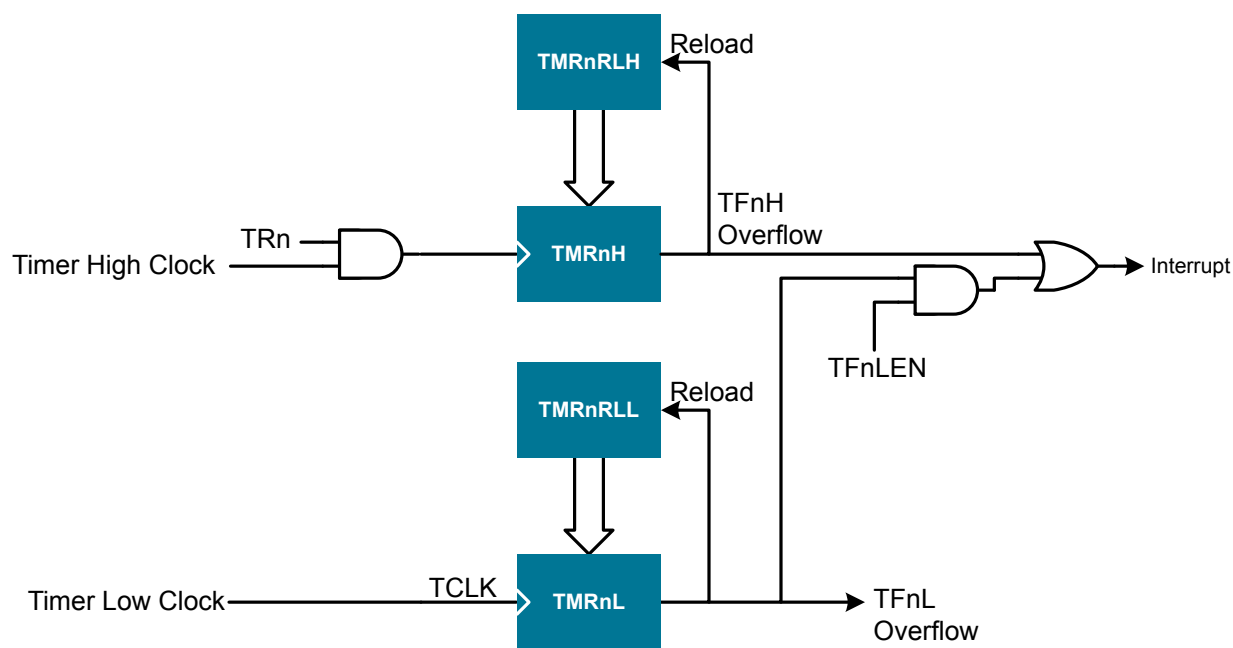 TMRnRLH
Reload
TRn
Timer High Clock
TMRnH
TFnH
Overflow
Interrupt
TFnLEN
TMRnRLL
Reload
Timer Low Clock
TCLK
TMRnL
TFnL
Overflow